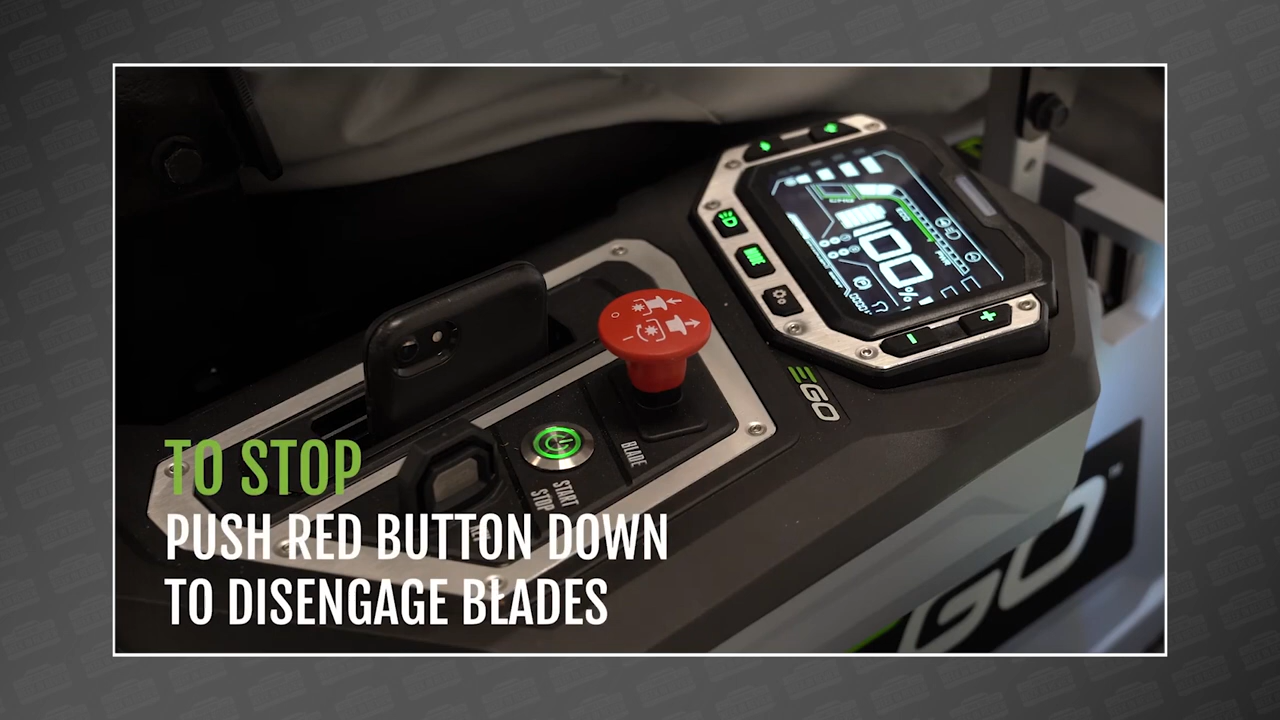 100%
EGO
BLADE
START
STOP
TO STOP
PUSH RED BUTTON DOWN
TO DISENGAGE BLADES
EGO